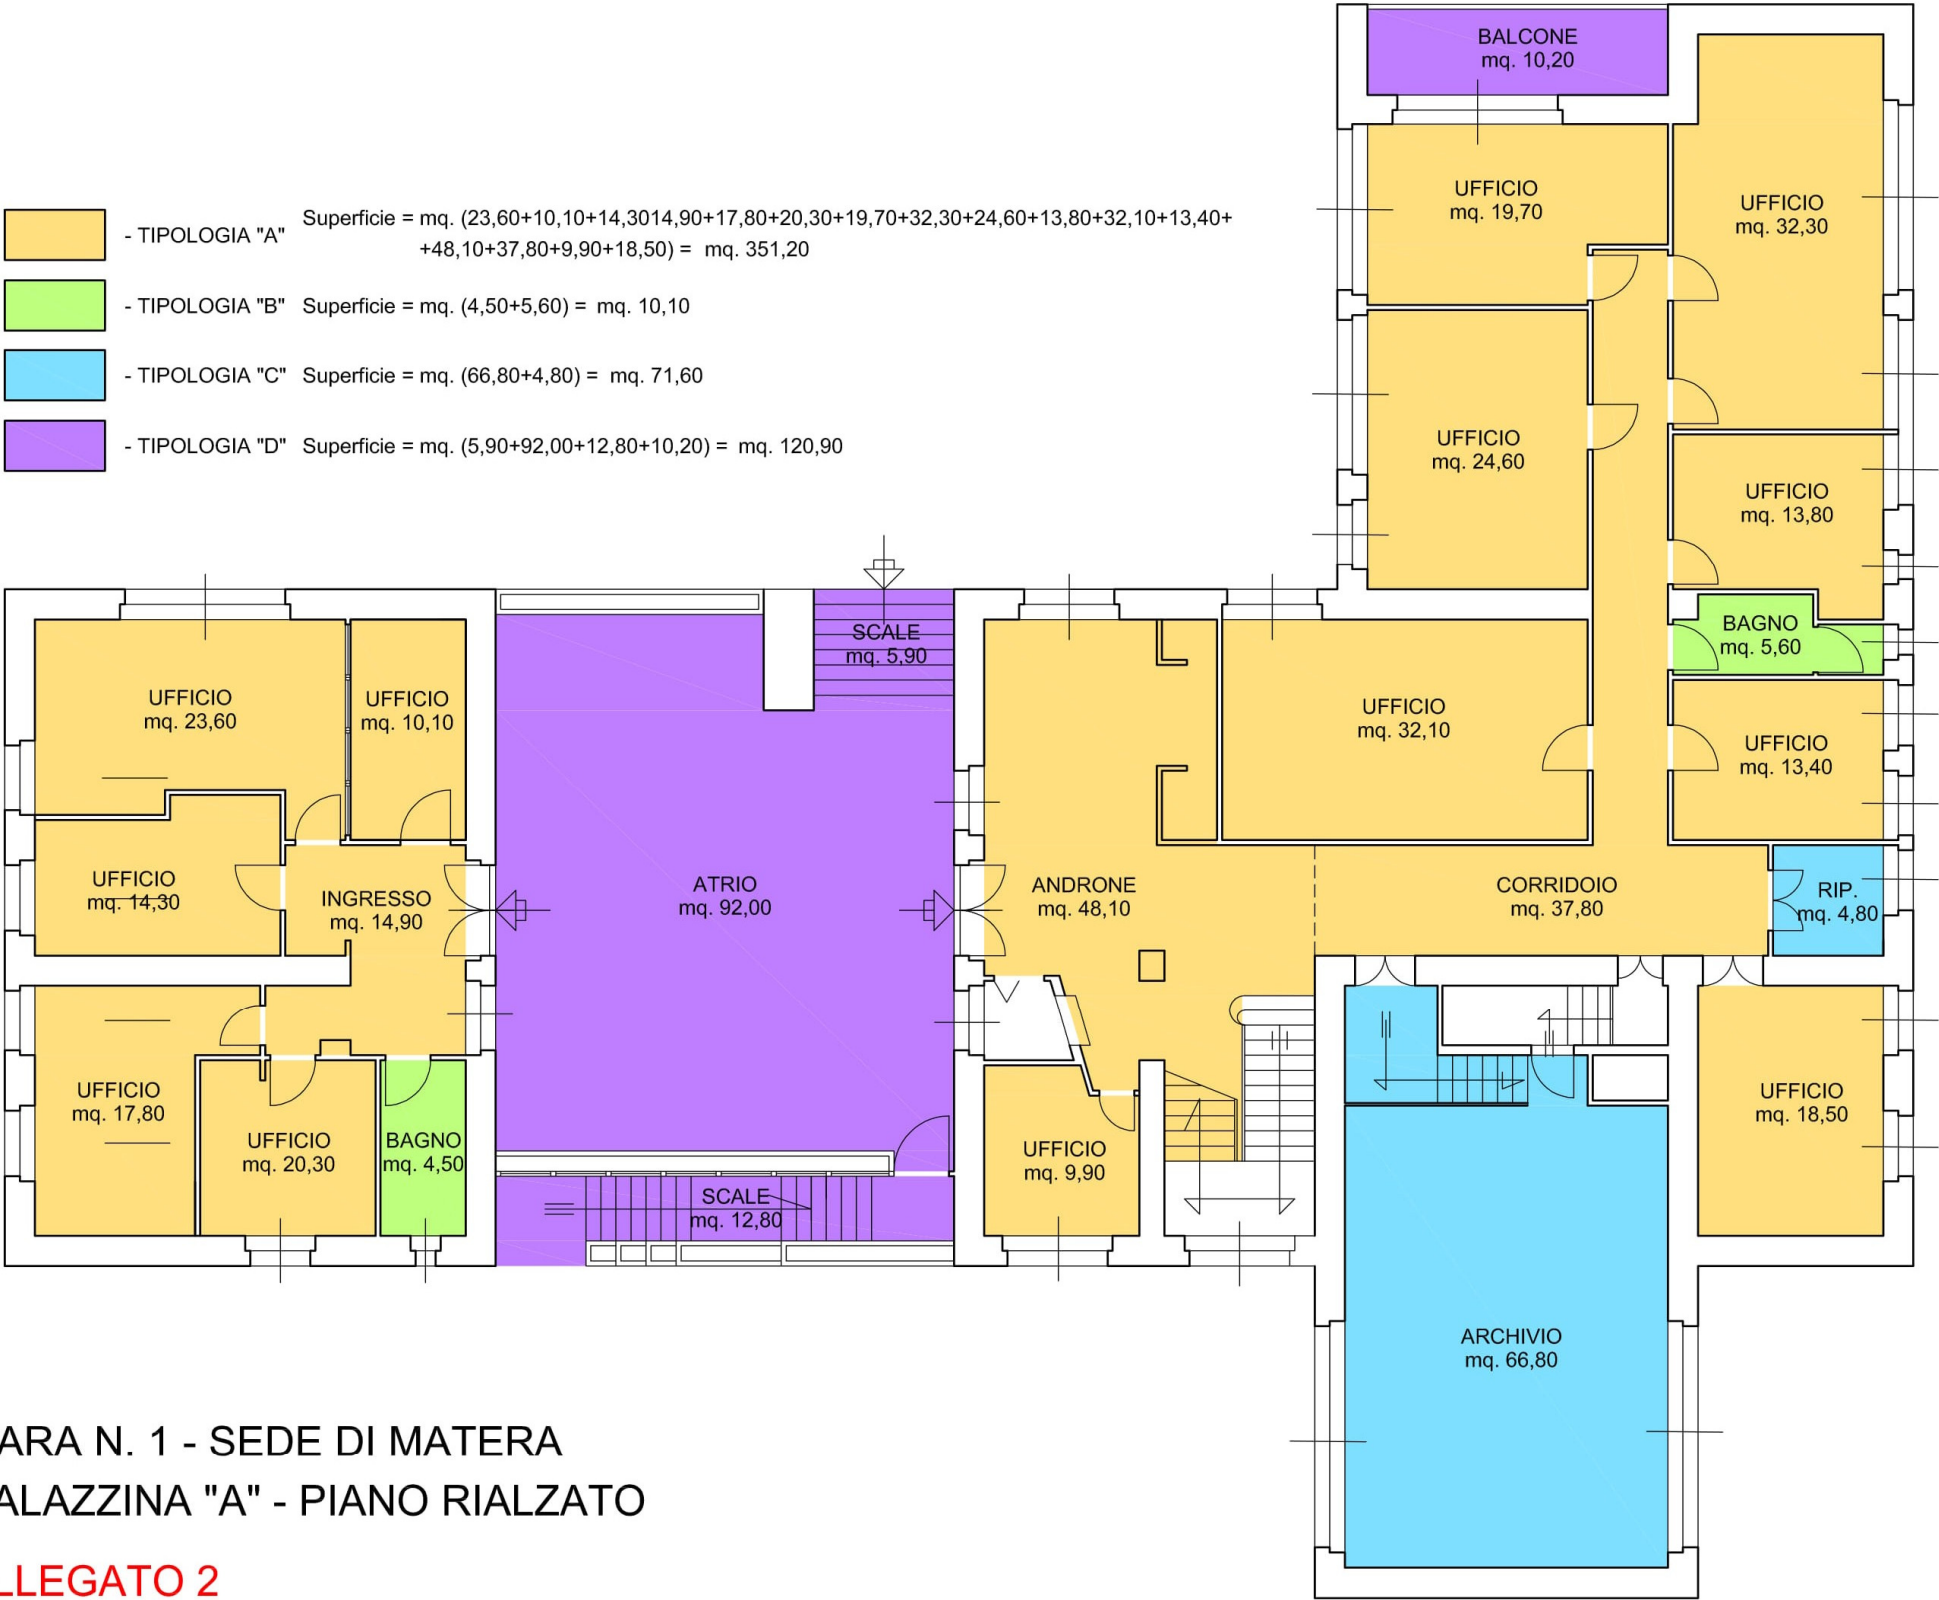 BALCONE
mq. 10,20
UFFICIO
mq. 19,70
UFFICIO
mq. 32,30
- TIPOLOGIA "A" Superficie = mq. (23,60+10,10+14,3014,90+17,80+20,30+19,70+32,30+24,60+13,80+32,10+13,40+
+48,10+37,80+9,90+18,50) = mq. 351,20
- TIPOLOGIA "B" Superficie = mq. (4,50+5,60) = mq. 10,10
- TIPOLOGIA "C" Superficie = mq. (66,80+4,80) = mq. 71,60
- TIPOLOGIA "D" Superficie = mq. (5,90+92,00+12,80+10,20) = mq. 120,90
UFFICIO
mq. 24,60
UFFICIO
mq. 13,80
SCALE
mq. 5,90
BAGNO
mq. 5,60
UFFICIO
mq. 23,60
UFFICIO
mq. 10,10
UFFICIO
mq. 32,10
UFFICIO
mq. 13,40
UFFICIO
mq. 14,30
INGRESSO
mq. 14,90
ATRIO
mq. 92,00
ANDRONE
mq. 48,10
CORRIDOIO
mq. 37,80
RIP.
mq. 4,80
UFFICIO
mq. 17,80
UFFICIO
mq. 20,30
BAGNO
mq. 4,50
SCALE
mq. 12,80
UFFICIO
mq. 9,90
UFFICIO
mq. 18,50
ARCHIVIO
mq. 66,80
ARA N. 1 - SEDE DI MATERA
ALAZZINA "A" - PIANO RIALZATO
LLEGATO 2